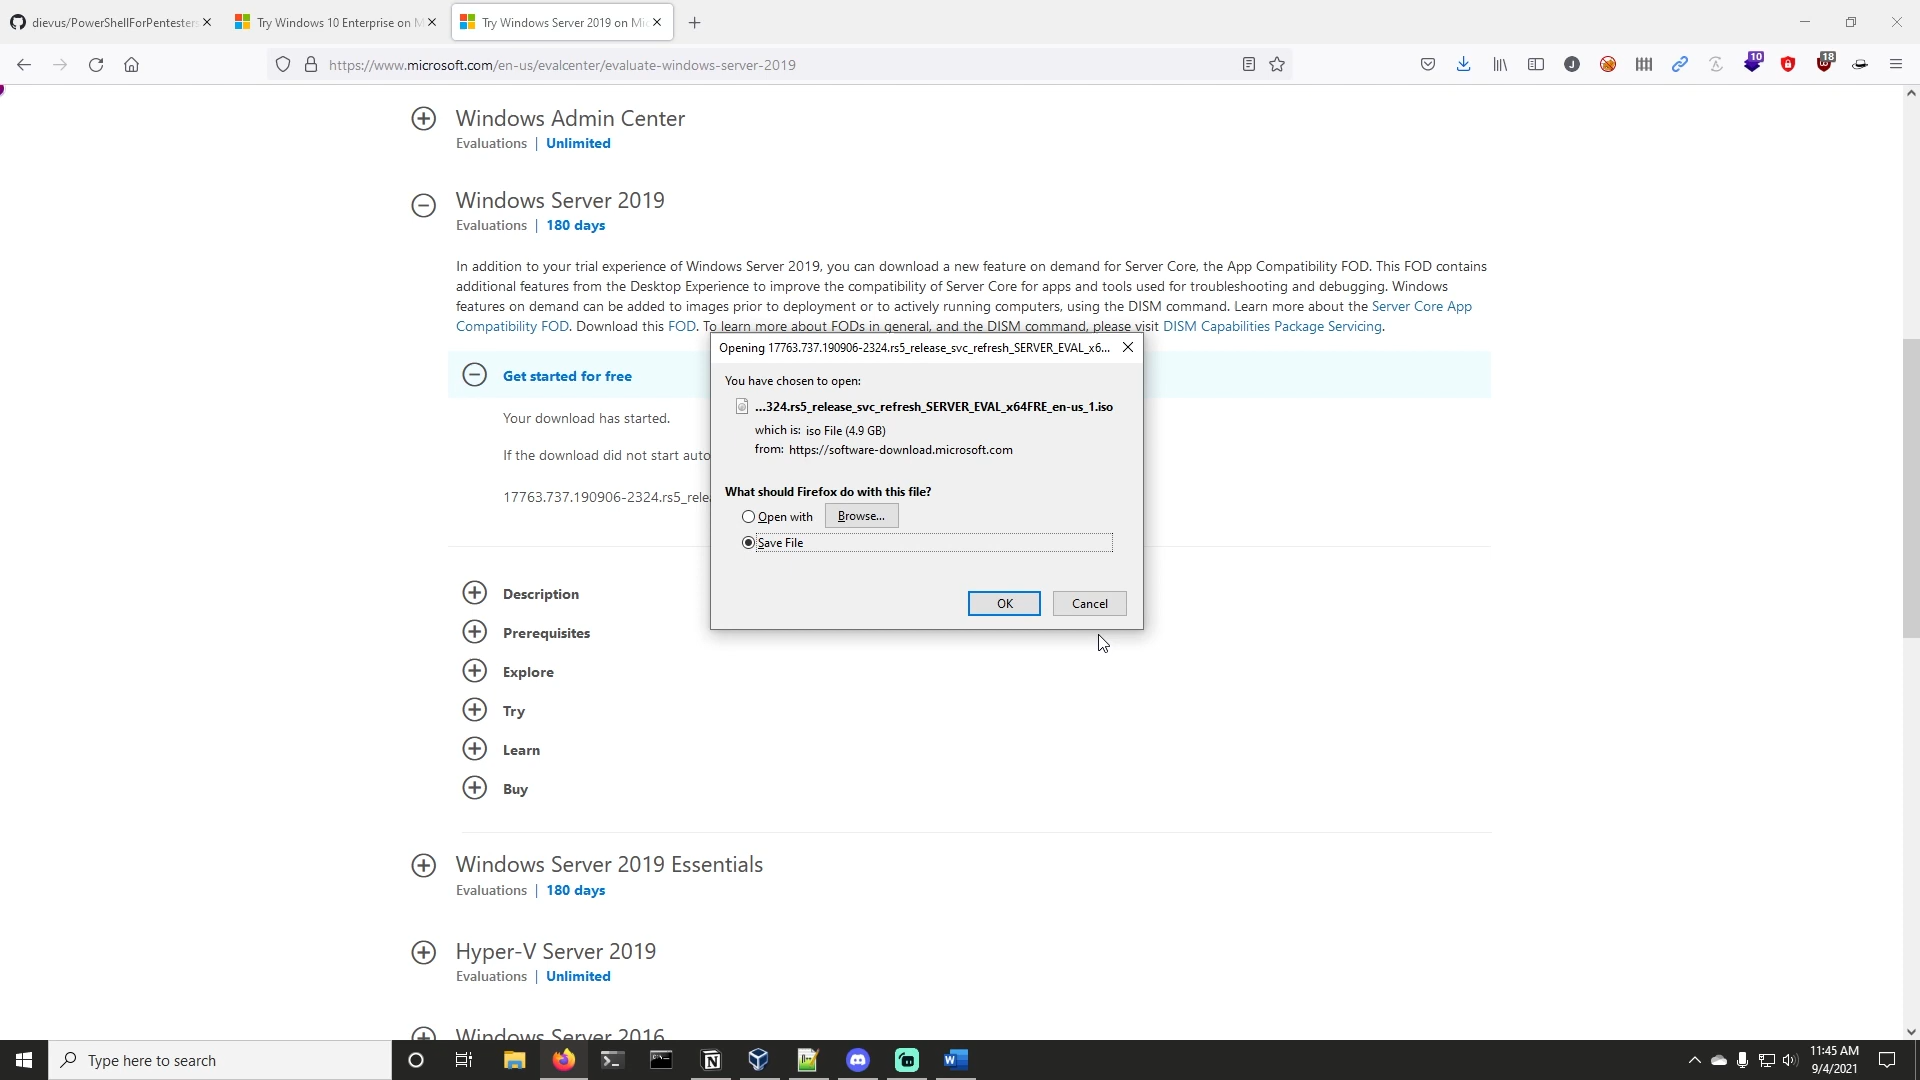 dievus/PowerShellForPentesters
Try Windows 10 Enterprise on M
Try Windows Server 2019 on Mic
https://www.microsoft.com/en-us/evalcenter/evaluate-windows-server-2019
10
18
Windows Admin Center
Evaluations | Unlimited
Windows Server 2019
Evaluations | 180 days
In addition to your trial experience of Windows Server 2019, you can download a new feature on demand for Server Core, the App Compatibility FOD. This FOD contains
additional features from the Desktop Experience to improve the compatibility of Server Core for apps and tools used for troubleshooting and debugging. Windows
features on demand can be added to images prior to deployment or to actively running computers, using the DISM command. Learn more about the Server Core App
Compatibility FOD. Download this FOD. To learn more about FODs in general, and the DISM command, please visit DISM Capabilities Package Servicing.
Get started for free
Your download has started.
If the download did not start auto
17763.737.190906-2324.rs5_rele
Opening 17763.737.190906-2324.rs5_release_svc_refresh_SERVER_EVAL_x6...
You have chosen to open:
...324.rs5_release_svc_refresh_SERVER_EVAL_x64FRE_en-us_1.iso
which is: iso File (4.9 GB)
from: https://software-download.microsoft.com
What should Firefox do with this file?
Open with Browse...
Save File
OK Cancel
Description
Prerequisites
Explore
Try
Learn
Buy
Windows Server 2019 Essentials
Evaluations | 180 days
Hyper-V Server 2019
Evaluations | Unlimited
Windows Server 2016
Type here to search
11:45 AM
9/4/2021